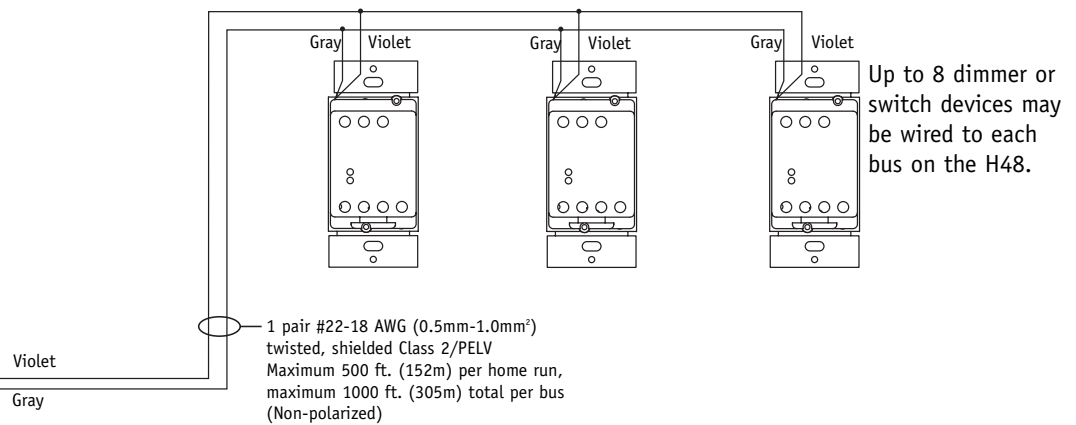 Gray Violet
Gray Violet
Gray Violet
Up to 8 dimmer or
switch devices may
be wired to each
bus on the H48.
1 pair #22-18 AWG (0.5mm-1.0mm²)
twisted, shielded Class 2/PELV
Maximum 500 ft. (152m) per home run,
maximum 1000 ft. (305m) total per bus
(Non-polarized)
Violet
Gray